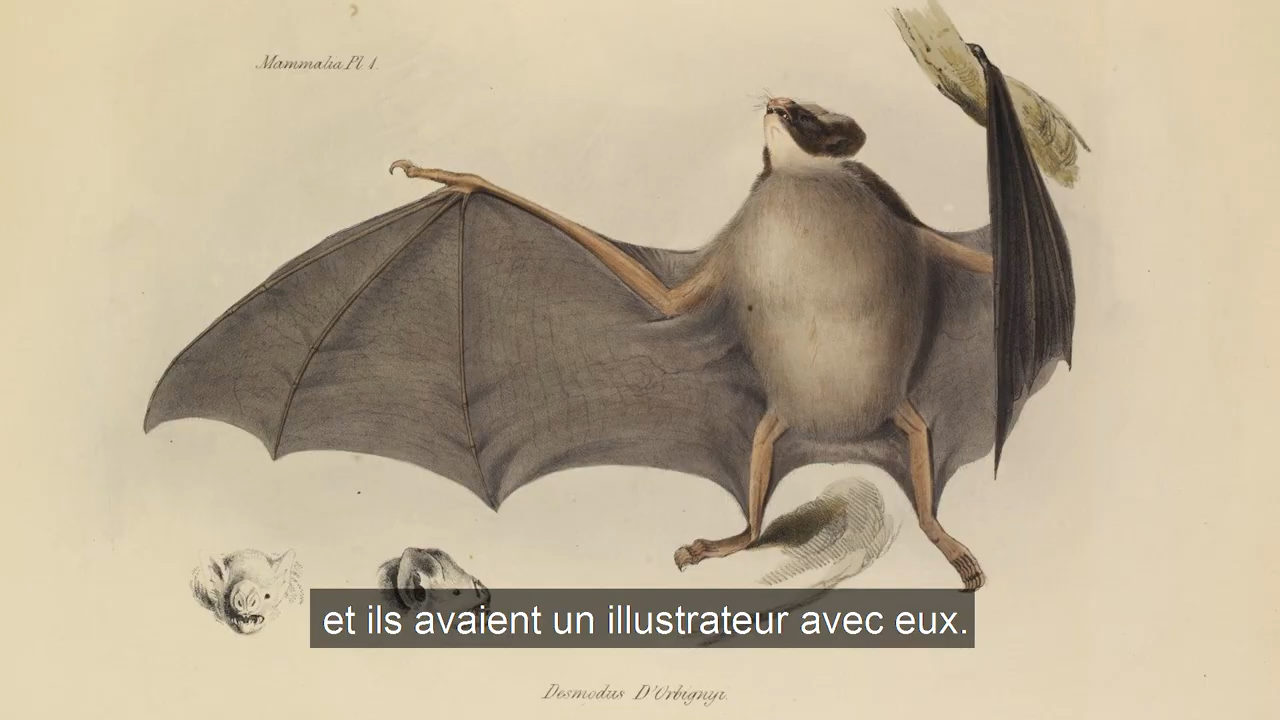 Mammalia Pl 1.
et ils avaient un illustrateur avec eux.
Desmodus D'Orbignyi.